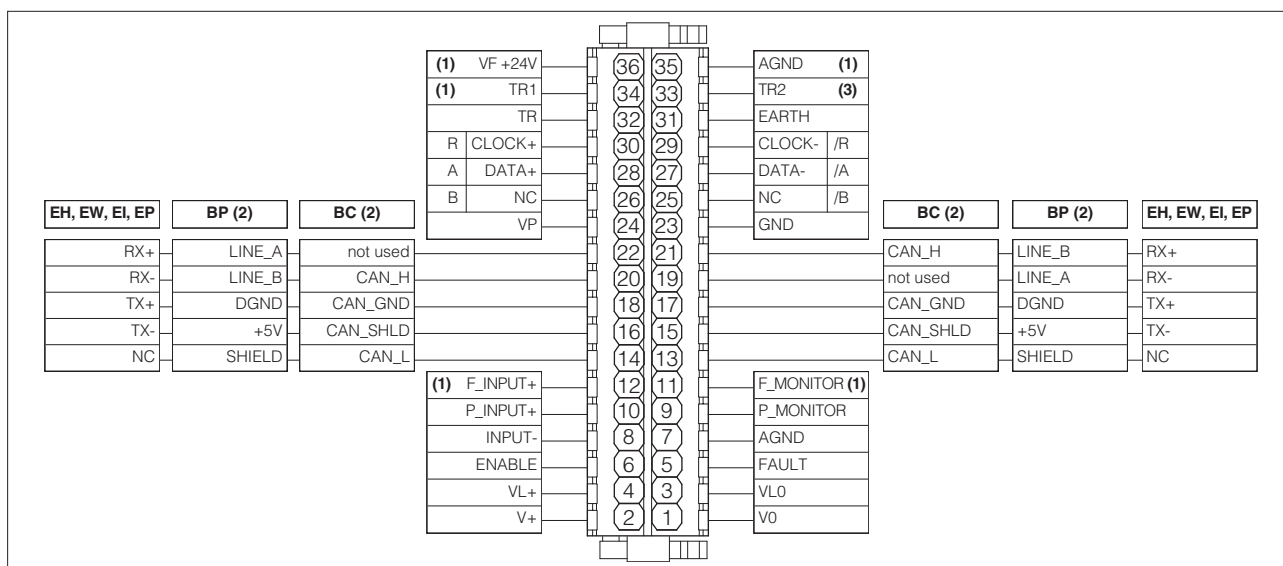 (1) VF +24V 36 35 AGND (1)
(1) TR1 34 33 TR2 (3)
TR 32 31 EARTH
R CLOCK+ 30 29 CLOCK- /R
A DATA+ 28 27 DATA- /A
B NC 26 25 NC /B
VP 24 23 GND
EH, EW, EI, EP BP (2) BC (2) BC (2) BP (2) EH, EW, EI, EP
RX+ LINE_A not used 22 21 CAN_H LINE_B RX+
RX- LINE_B CAN_H 20 19 not used LINE_A RX-
TX+ DGND CAN_GND 18 17 CAN_GND DGND TX+
TX- +5V CAN_SHLD 16 15 CAN_SHLD +5V TX-
NC SHIELD CAN_L 14 13 CAN_L SHIELD NC
(1) F_INPUT+ 12 11 F_MONITOR (1)
P_INPUT+ 10 9 P_MONITOR
INPUT- 8 7 AGND
ENABLE 6 5 FAULT
VL+ 4 3 VL0
V+ 2 1 V0